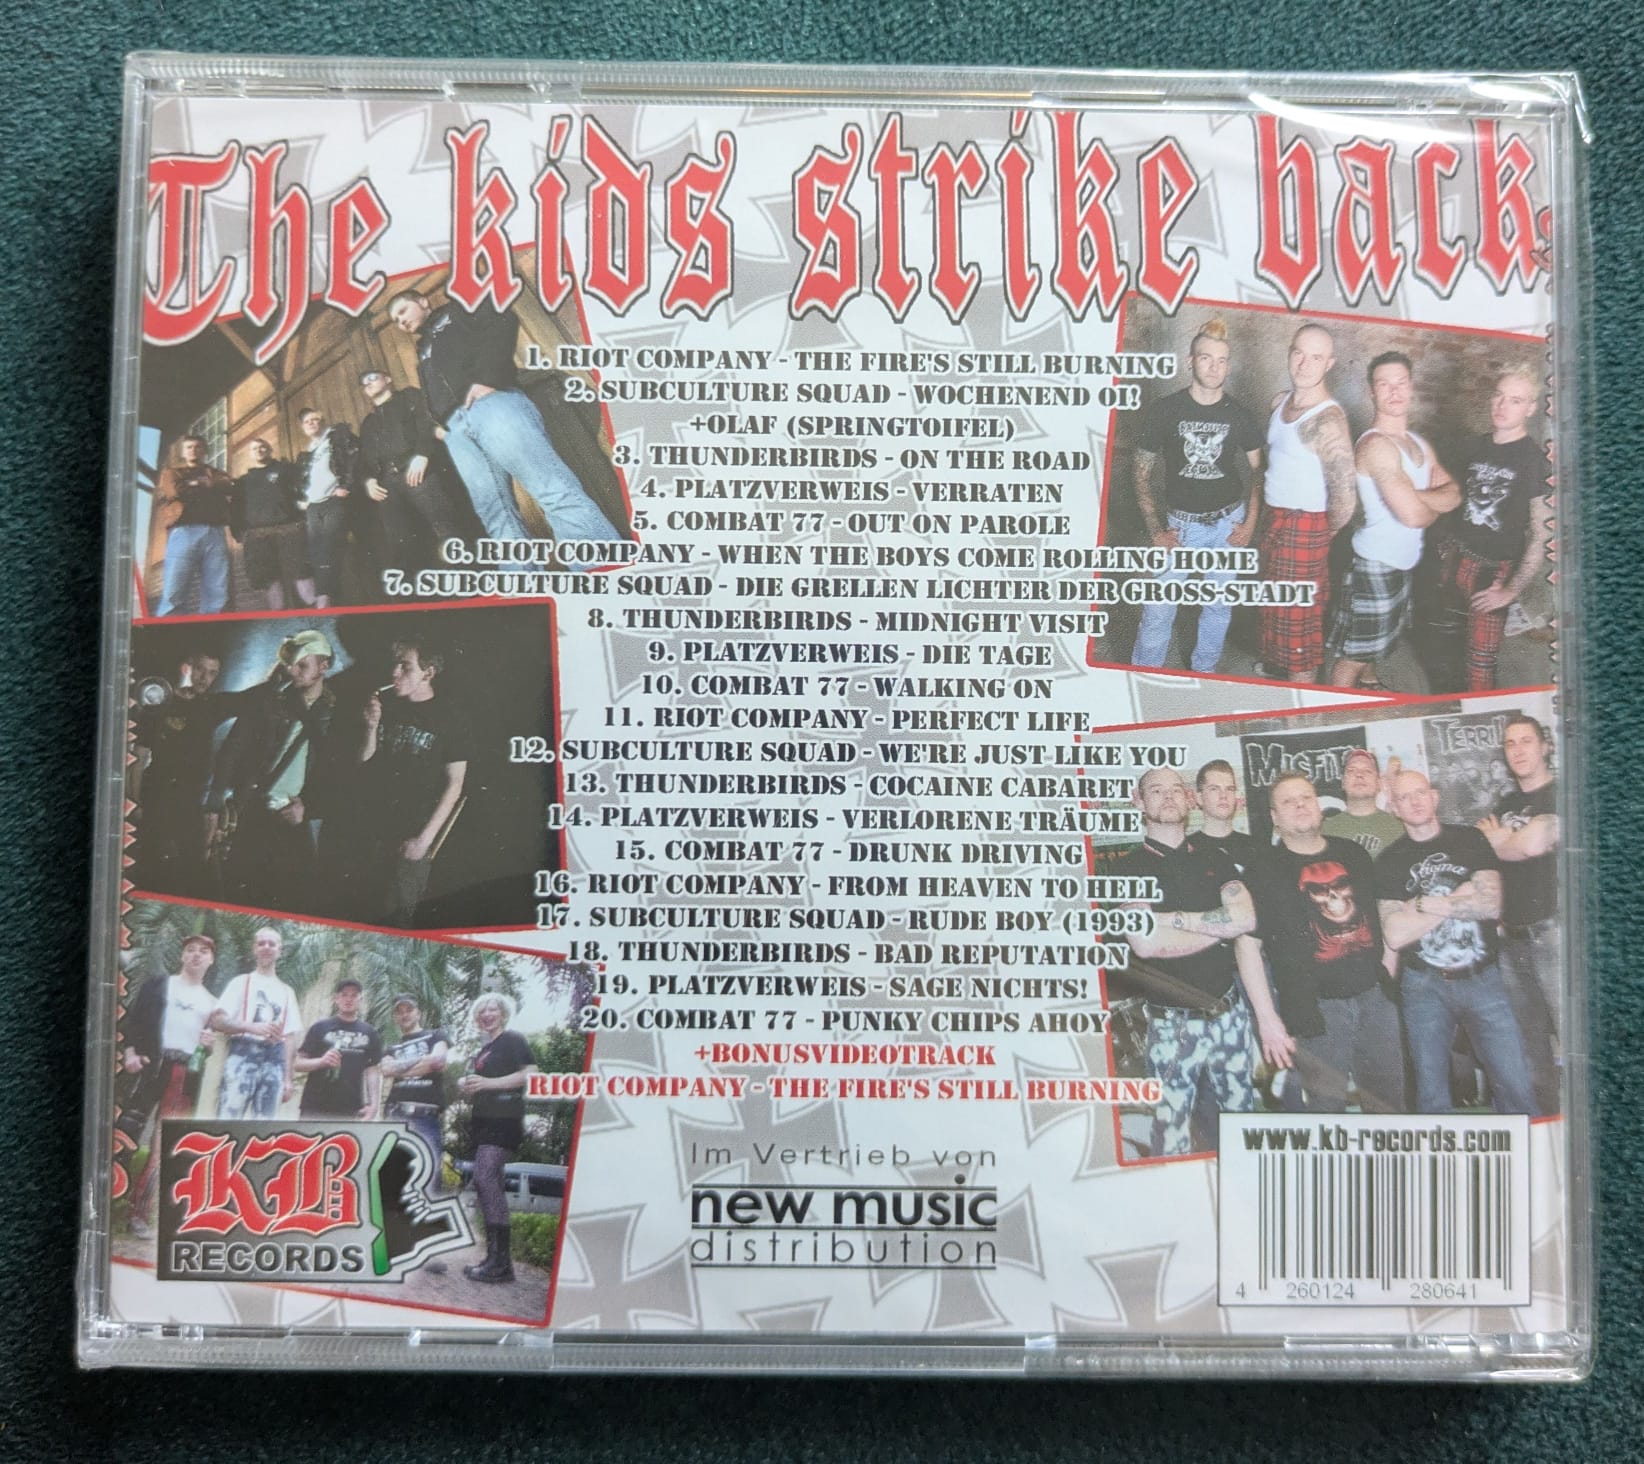 The kids strike back
1. RIOT COMPANY - THE FIRE'S STILL BURNING
2. SUBCULTURE SQUAD - WOCHENEND OI!
+OLAF (SPRINGTOIFEL)
3. THUNDERBIRDS - ON THE ROAD
4. PLATZVERWEIS - VERRATEN
5. COMBAT 77 - OUT ON PAROLE
6. RIOT COMPANY - WHEN THE BOYS COME ROLLING HOME
7. SUBCULTURE SQUAD - DIE GRELLEN LICHTER DER GROSS-STADT
8. THUNDERBIRDS - MIDNIGHT VISIT
9. PLATZVERWEIS - DIE TAGE
10. COMBAT 77 - WALKING ON
11. RIOT COMPANY - PERFECT LIFE
12. SUBCULTURE SQUAD - WE'RE JUST LIKE YOU
13. THUNDERBIRDS - COCAINE CABARET
14. PLATZVERWEIS - VERLORENE TRÄUME
15. COMBAT 77 - DRUNK DRIVING
16. RIOT COMPANY - FROM HEAVEN TO HELL
17. SUBCULTURE SQUAD - RUDE BOY (1993)
18. THUNDERBIRDS - BAD REPUTATION
19. PLATZVERWEIS - SAGE NICHTS!
20. COMBAT 77 - PUNKY CHIPS AHOY
+BONUSVIDEOTRACK
RIOT COMPANY - THE FIRE'S STILL BURNING
MISFITS
Stigma
KB
RECORDS
Im Vertrieb von
new music
distribution
www.kb-records.com
4 260124 280641